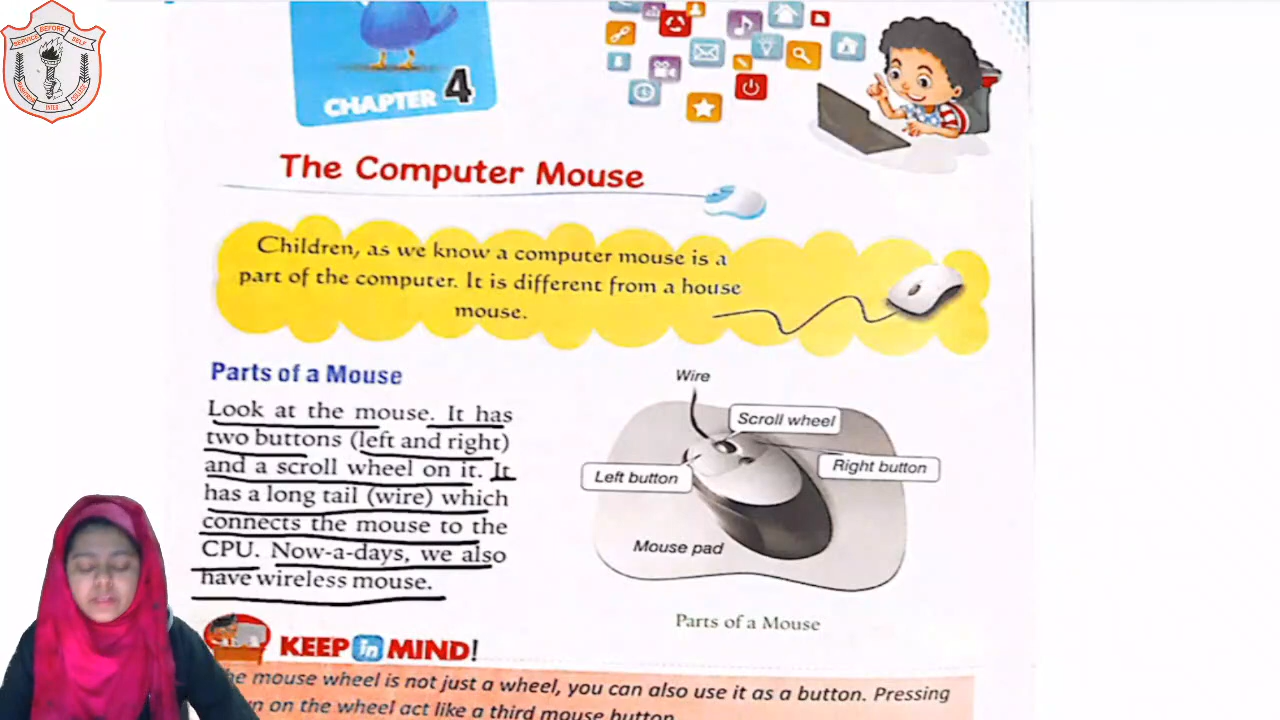 SERVICE BEFORE SELF
INTER
COLLEGE
CHAPTER 4
The Computer Mouse
Children, as we know a computer mouse is a
part of the computer. It is different from a house
mouse.
Parts of a Mouse
Look at the mouse. It has
two buttons (left and right)
and a scroll wheel on it. It
has a long tail (wire) which
connects the mouse to the
CPU. Now-a-days, we also
have wireless mouse.
Wire
Scroll wheel
Left button
Right button
Mouse pad
Parts of a Mouse
KEEP in MIND!
mouse wheel is not just a wheel, you can also use it as a button. Pressing
on the wheel act like a third mouse button.